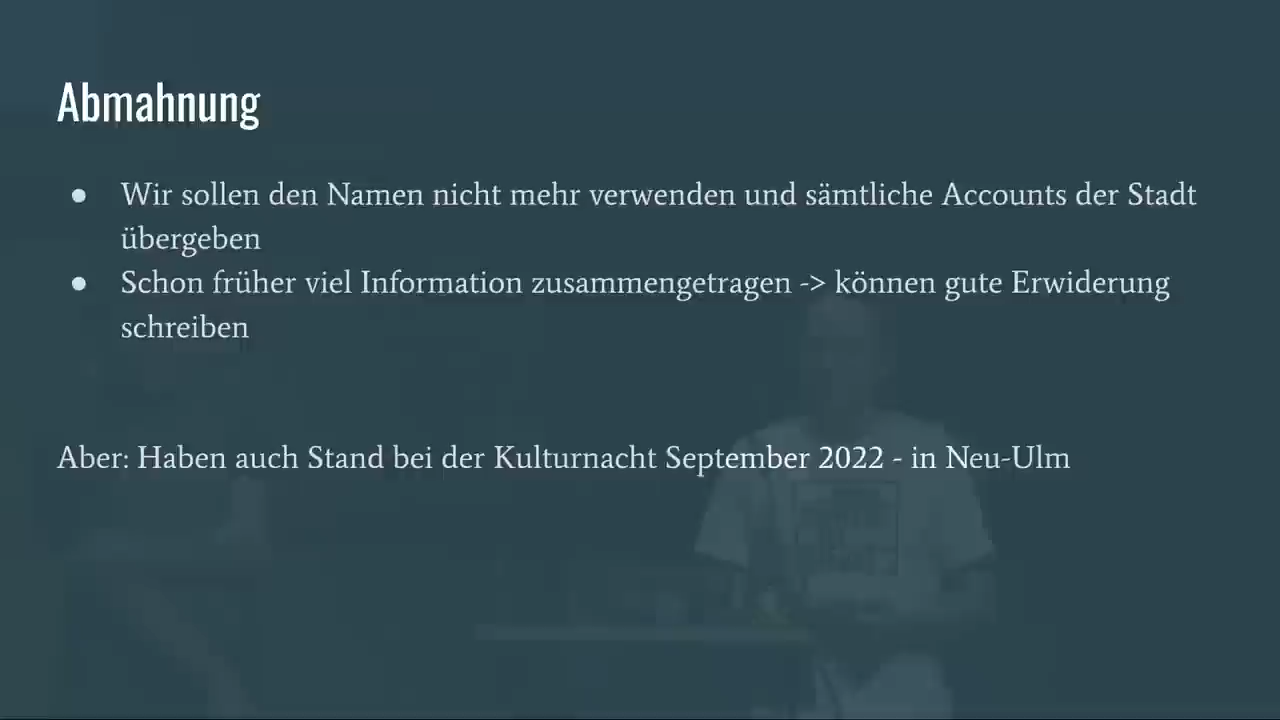 Abmahnung
● Wir sollen den Namen nicht mehr verwenden und sämtliche Accounts der Stadt
übergeben
● Schon früher viel Information zusammengetragen -> können gute Erwiderung
schreiben
Aber: Haben auch Stand bei der Kulturnacht September 2022 - in Neu-Ulm